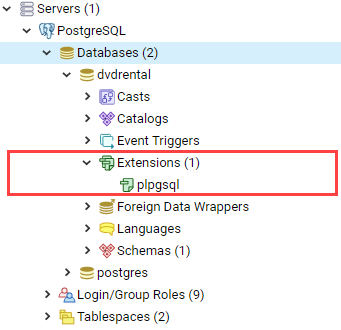 Servers (1)
PostgreSQL
Databases (2)
dvdrental
Casts
Catalogs
Event Triggers
Extensions (1)
plpgsql
Foreign Data Wrappers
Languages
Schemas (1)
postgres
Login/Group Roles (9)
Tablespaces (2)